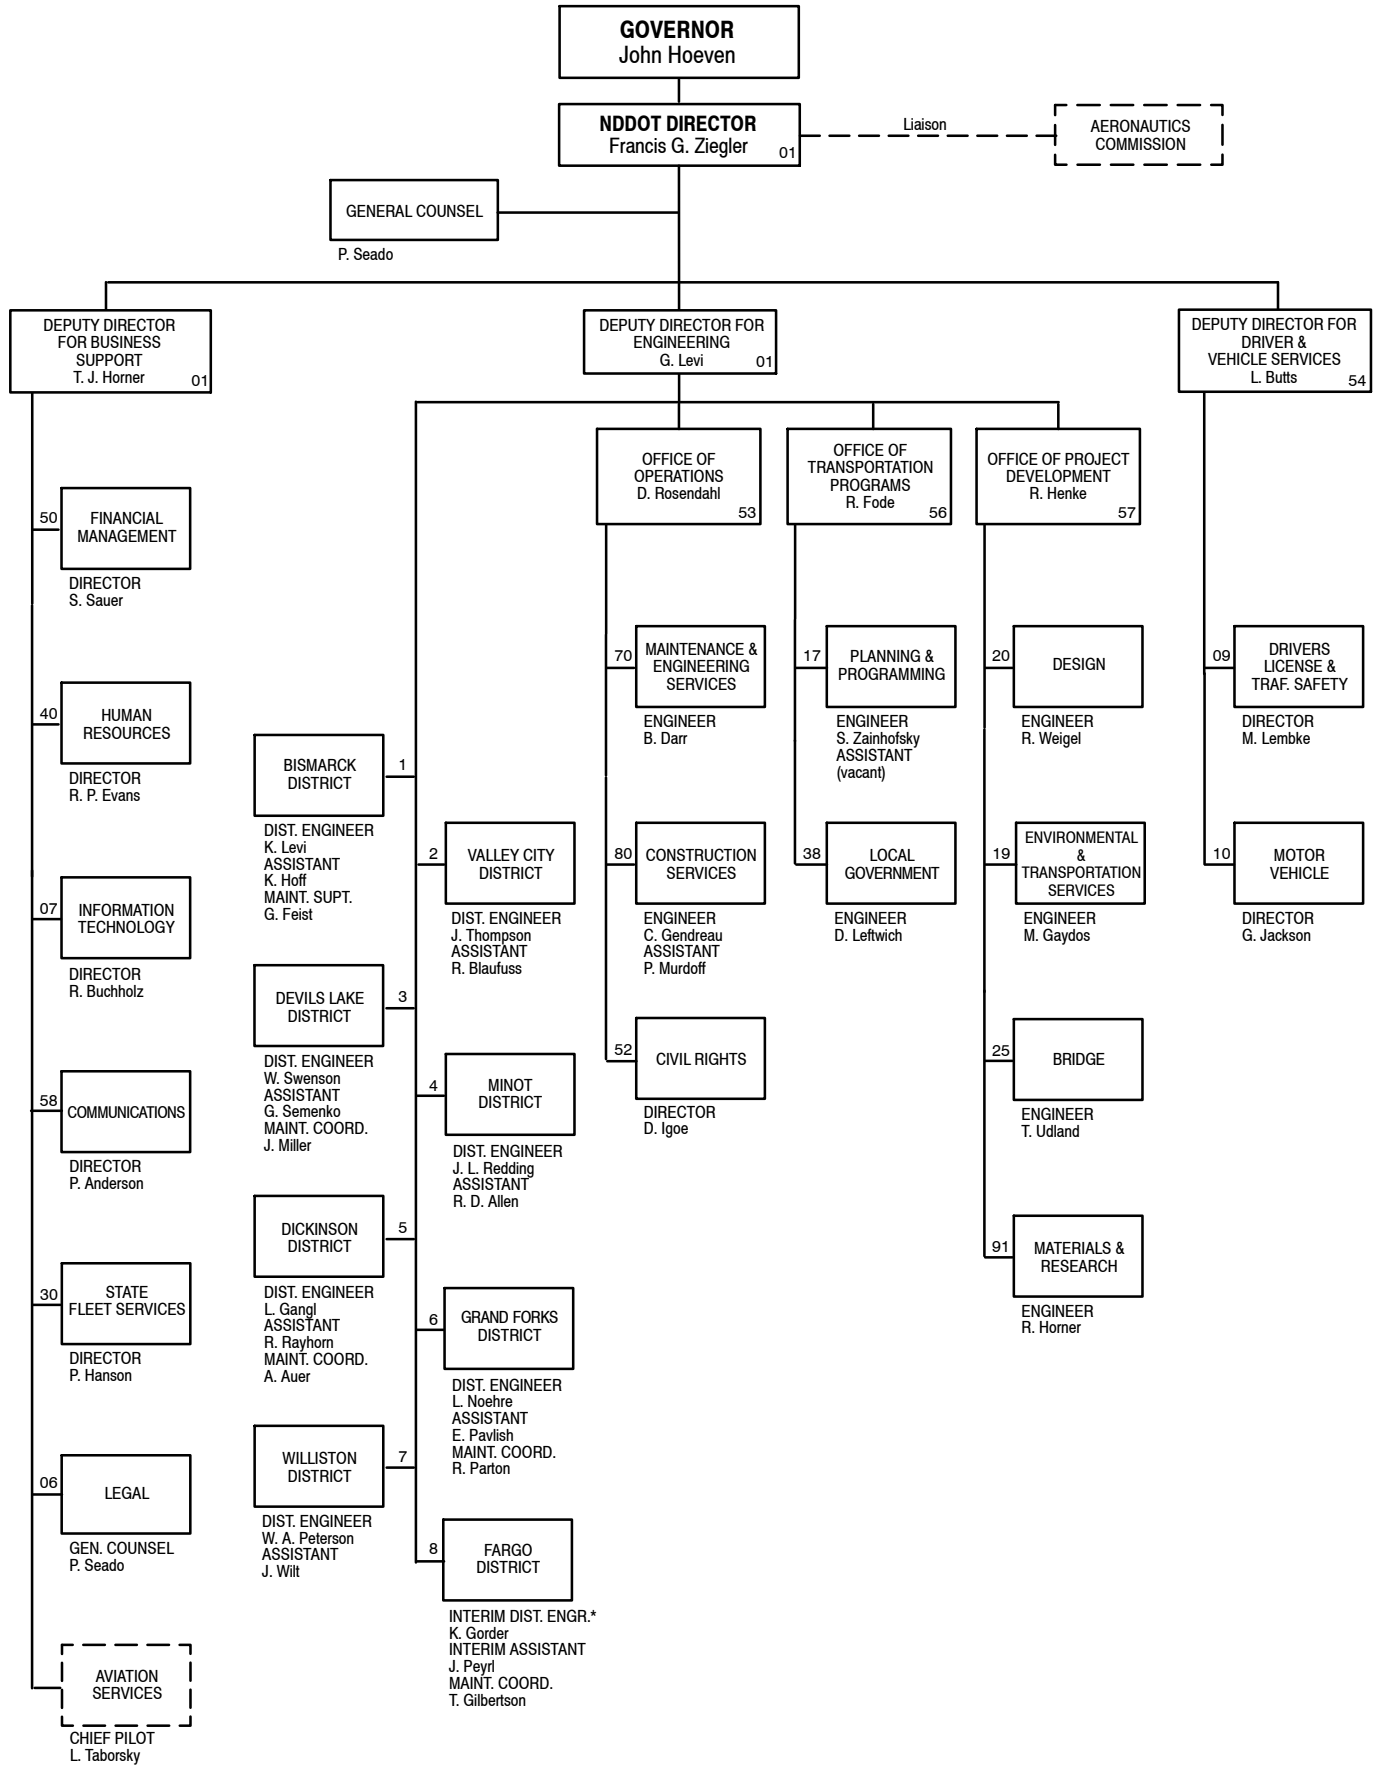 GOVERNOR
John Hoeven
NDDOT DIRECTOR
Francis G. Ziegler
01
Liaison
AERONAUTICS
COMMISSION
GENERAL COUNSEL
P. Seado
DEPUTY DIRECTOR
FOR BUSINESS
SUPPORT
T. J. Horner
01
DEPUTY DIRECTOR FOR
ENGINEERING
G. Levi
01
DEPUTY DIRECTOR FOR
DRIVER &
VEHICLE SERVICES
L. Butts
54
50
FINANCIAL
MANAGEMENT
DIRECTOR
S. Sauer
40
HUMAN
RESOURCES
DIRECTOR
R. P. Evans
07
INFORMATION
TECHNOLOGY
DIRECTOR
R. Buchholz
58
COMMUNICATIONS
DIRECTOR
P. Anderson
30
STATE
FLEET SERVICES
DIRECTOR
P. Hanson
06
LEGAL
GEN. COUNSEL
P. Seado
AVIATION
SERVICES
CHIEF PILOT
L. Taborsky
1
BISMARCK
DISTRICT
DIST. ENGINEER
K. Levi
ASSISTANT
K. Hoff
MAINT. SUPT.
G. Feist
2
VALLEY CITY
DISTRICT
DIST. ENGINEER
J. Thompson
ASSISTANT
R. Blaufuss
3
DEVILS LAKE
DISTRICT
DIST. ENGINEER
W. Swenson
ASSISTANT
G. Semenko
MAINT. COORD.
J. Miller
4
MINOT
DISTRICT
DIST. ENGINEER
J. L. Redding
ASSISTANT
R. D. Allen
5
DICKINSON
DISTRICT
DIST. ENGINEER
L. Gangl
ASSISTANT
R. Rayhorn
MAINT. COORD.
A. Auer
6
GRAND FORKS
DISTRICT
DIST. ENGINEER
L. Noehre
ASSISTANT
E. Pavlish
MAINT. COORD.
R. Parton
7
WILLISTON
DISTRICT
DIST. ENGINEER
W. A. Peterson
ASSISTANT
J. Wilt
8
FARGO
DISTRICT
INTERIM DIST. ENGR.*
K. Gorder
INTERIM ASSISTANT
J. Peyrl
MAINT. COORD.
T. Gilbertson
OFFICE OF
OPERATIONS
D. Rosendahl
53
70
MAINTENANCE &
ENGINEERING
SERVICES
ENGINEER
B. Darr
80
CONSTRUCTION
SERVICES
ENGINEER
C. Gendreau
ASSISTANT
P. Murdoff
52
CIVIL RIGHTS
DIRECTOR
D. Igoe
OFFICE OF
TRANSPORTATION
PROGRAMS
R. Fode
56
17
PLANNING &
PROGRAMMING
ENGINEER
S. Zainhofsky
ASSISTANT
(vacant)
38
LOCAL
GOVERNMENT
ENGINEER
D. Leftwich
OFFICE OF PROJECT
DEVELOPMENT
R. Henke
57
20
DESIGN
ENGINEER
R. Weigel
19
ENVIRONMENTAL
&
TRANSPORTATION
SERVICES
ENGINEER
M. Gaydos
25
BRIDGE
ENGINEER
T. Udland
91
MATERIALS &
RESEARCH
ENGINEER
R. Horner
09
DRIVERS
LICENSE &
TRAF. SAFETY
DIRECTOR
M. Lembke
10
MOTOR
VEHICLE
DIRECTOR
G. Jackson